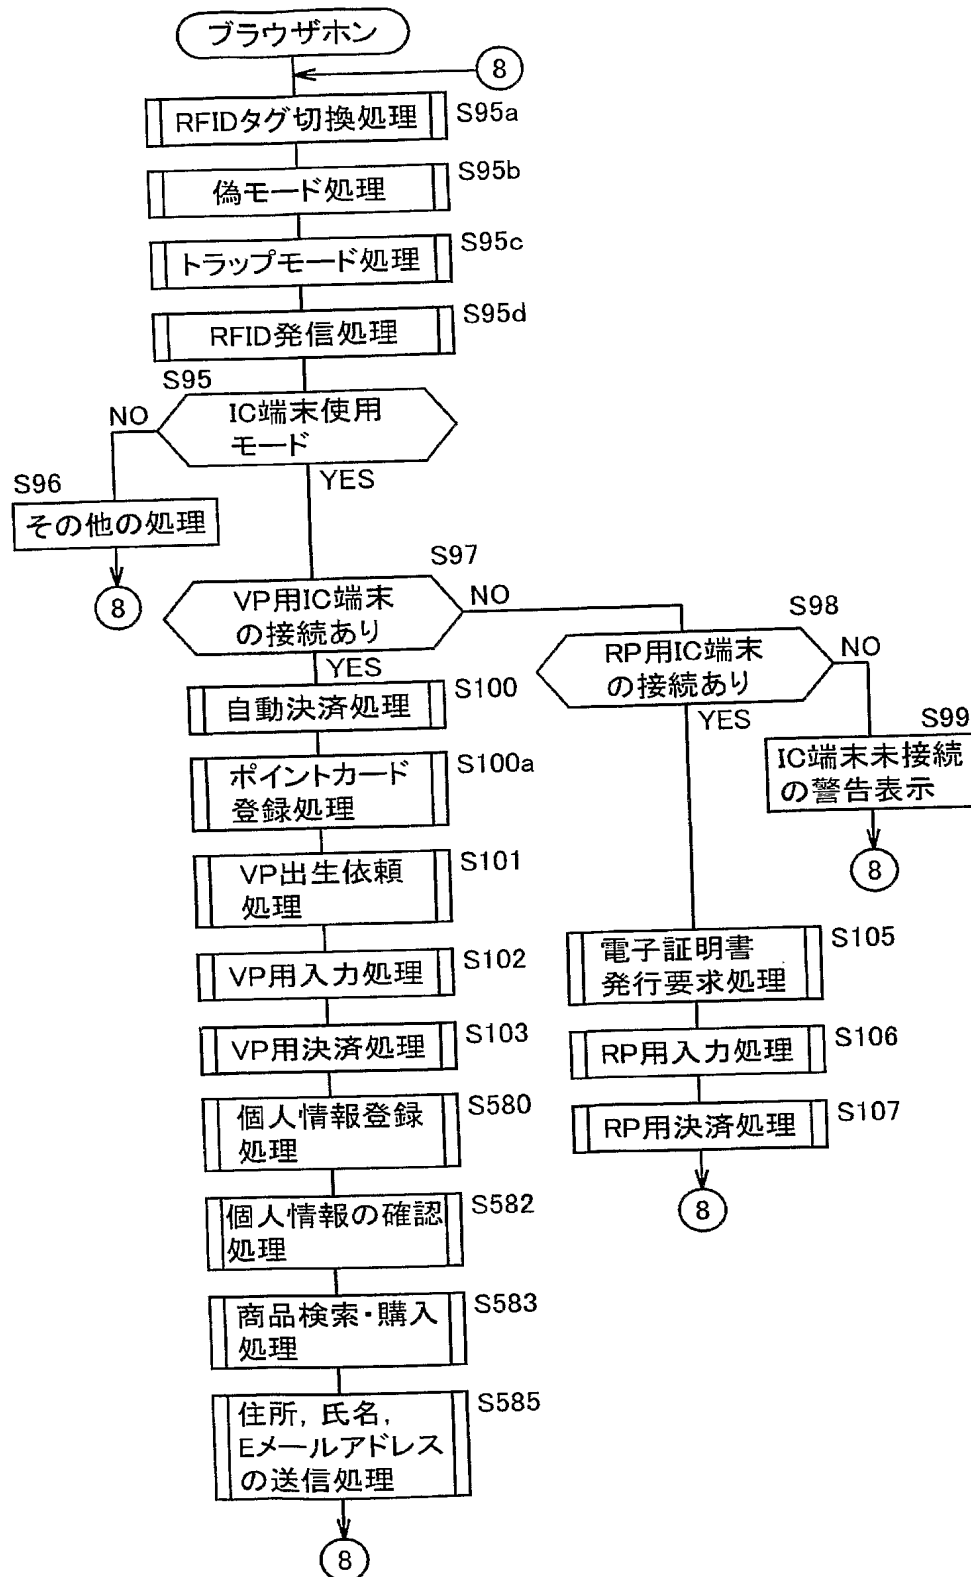 ブラウザホン
8
RFIDタグ切換処理
S95a
偽モード処理
S95b
トラップモード処理
S95c
RFID発信処理
S95d
S95
IC端末使用
モード
NO
YES
S96
その他の処理
8
S97
VP用IC端末
の接続あり
NO
YES
S98
RP用IC端末
の接続あり
NO
YES
S99
IC端末未接続
の警告表示
8
自動決済処理
S100
ポイントカード
登録処理
S100a
VP出生依頼
処理
S101
VP用入力処理
S102
VP用決済処理
S103
個人情報登録
処理
S580
個人情報の確認
処理
S582
商品検索・購入
処理
S583
住所, 氏名,
Eメールアドレス
の送信処理
S585
8
電子証明書
発行要求処理
S105
RP用入力処理
S106
RP用決済処理
S107
8